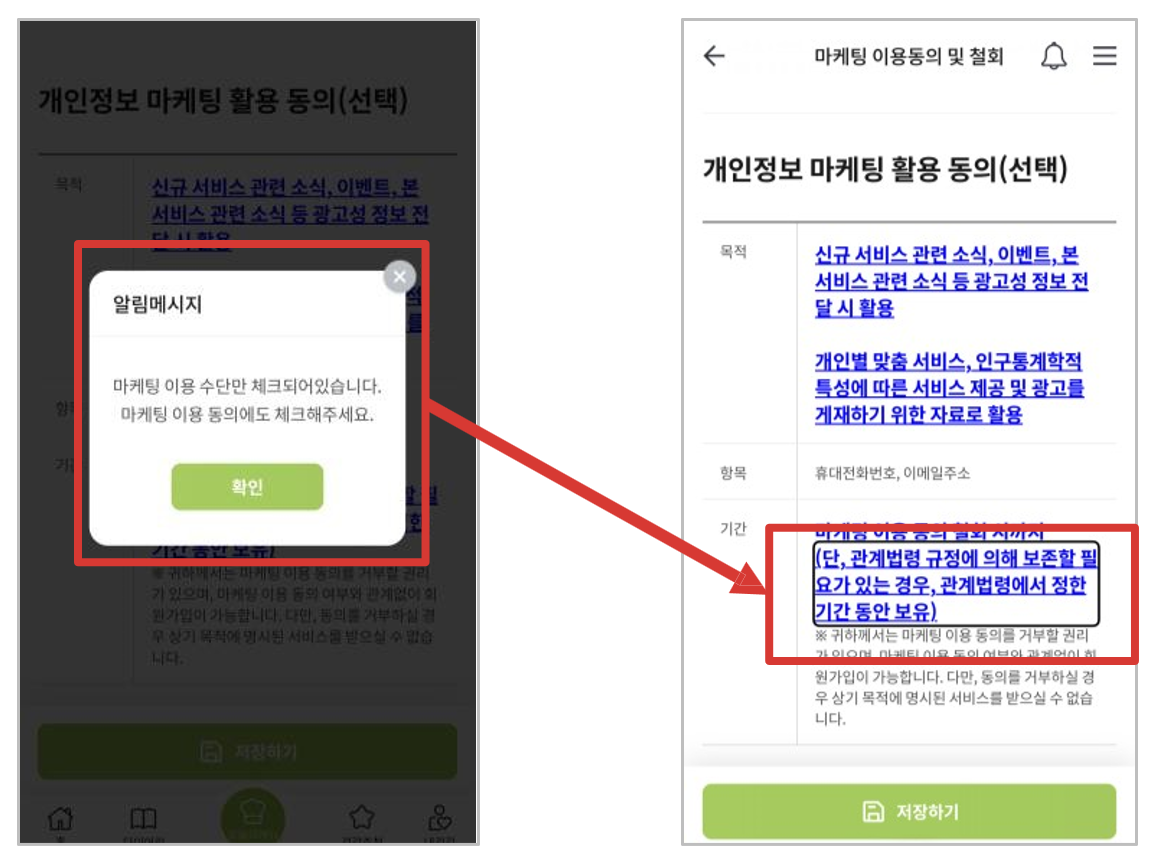 개인정보 마케팅 활용 동의(선택)
목적
신규 서비스 관련 소식, 이벤트, 본
서비스 관련 소식 등 광고성 정보 전
달 시 활용
알림메시지
마케팅 이용 수단만 체크되어있습니다.
마케팅 이용 동의에도 체크해주세요.
확인
기간 동안 보유)
※ 귀하께서는 마케팅 이용 동의를 거부할 권리
가 있으며, 마케팅 이용 동의 여부와 관계없이 회
원가입이 가능합니다. 다만, 동의를 거부하실 경
우 상기 목적에 명시된 서비스를 받으실 수 없습
니다.
저장하기
마케팅 이용동의 및 철회
개인정보 마케팅 활용 동의(선택)
목적
신규 서비스 관련 소식, 이벤트, 본
서비스 관련 소식 등 광고성 정보 전
달 시 활용
개인별 맞춤 서비스, 인구통계학적
특성에 따른 서비스 제공 및 광고를
게재하기 위한 자료로 활용
항목
휴대전화번호, 이메일주소
기간
마케팅 이용 동의 철회 시까지
(단, 관계법령 규정에 의해 보존할 필
요가 있는 경우, 관계법령에서 정한
기간 동안 보유)
※ 귀하께서는 마케팅 이용 동의를 거부할 권리
가 있으며, 마케팅 이용 동의 여부와 관계없이 회
원가입이 가능합니다. 다만, 동의를 거부하실 경
우 상기 목적에 명시된 서비스를 받으실 수 없습
니다.
저장하기